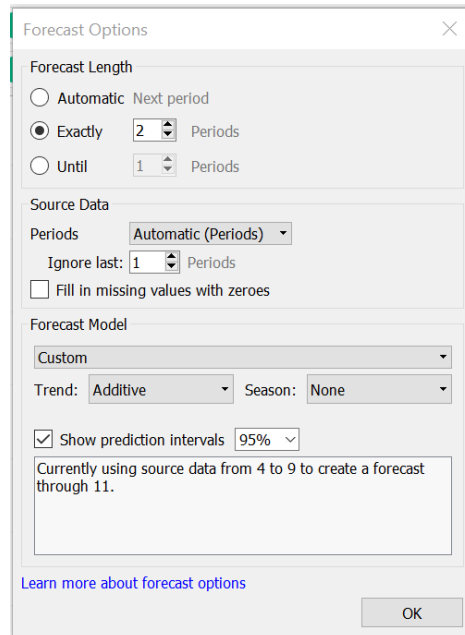 Forecast Options
Forecast Length
Automatic Next period
Exactly 2 Periods
Until 1 Periods
Source Data
Periods Automatic (Periods)
Ignore last: 1 Periods
Fill in missing values with zeroes
Forecast Model
Custom
Trend: Additive Season: None
Show prediction intervals 95%
Currently using source data from 4 to 9 to create a forecast
through 11.
Learn more about forecast options
OK